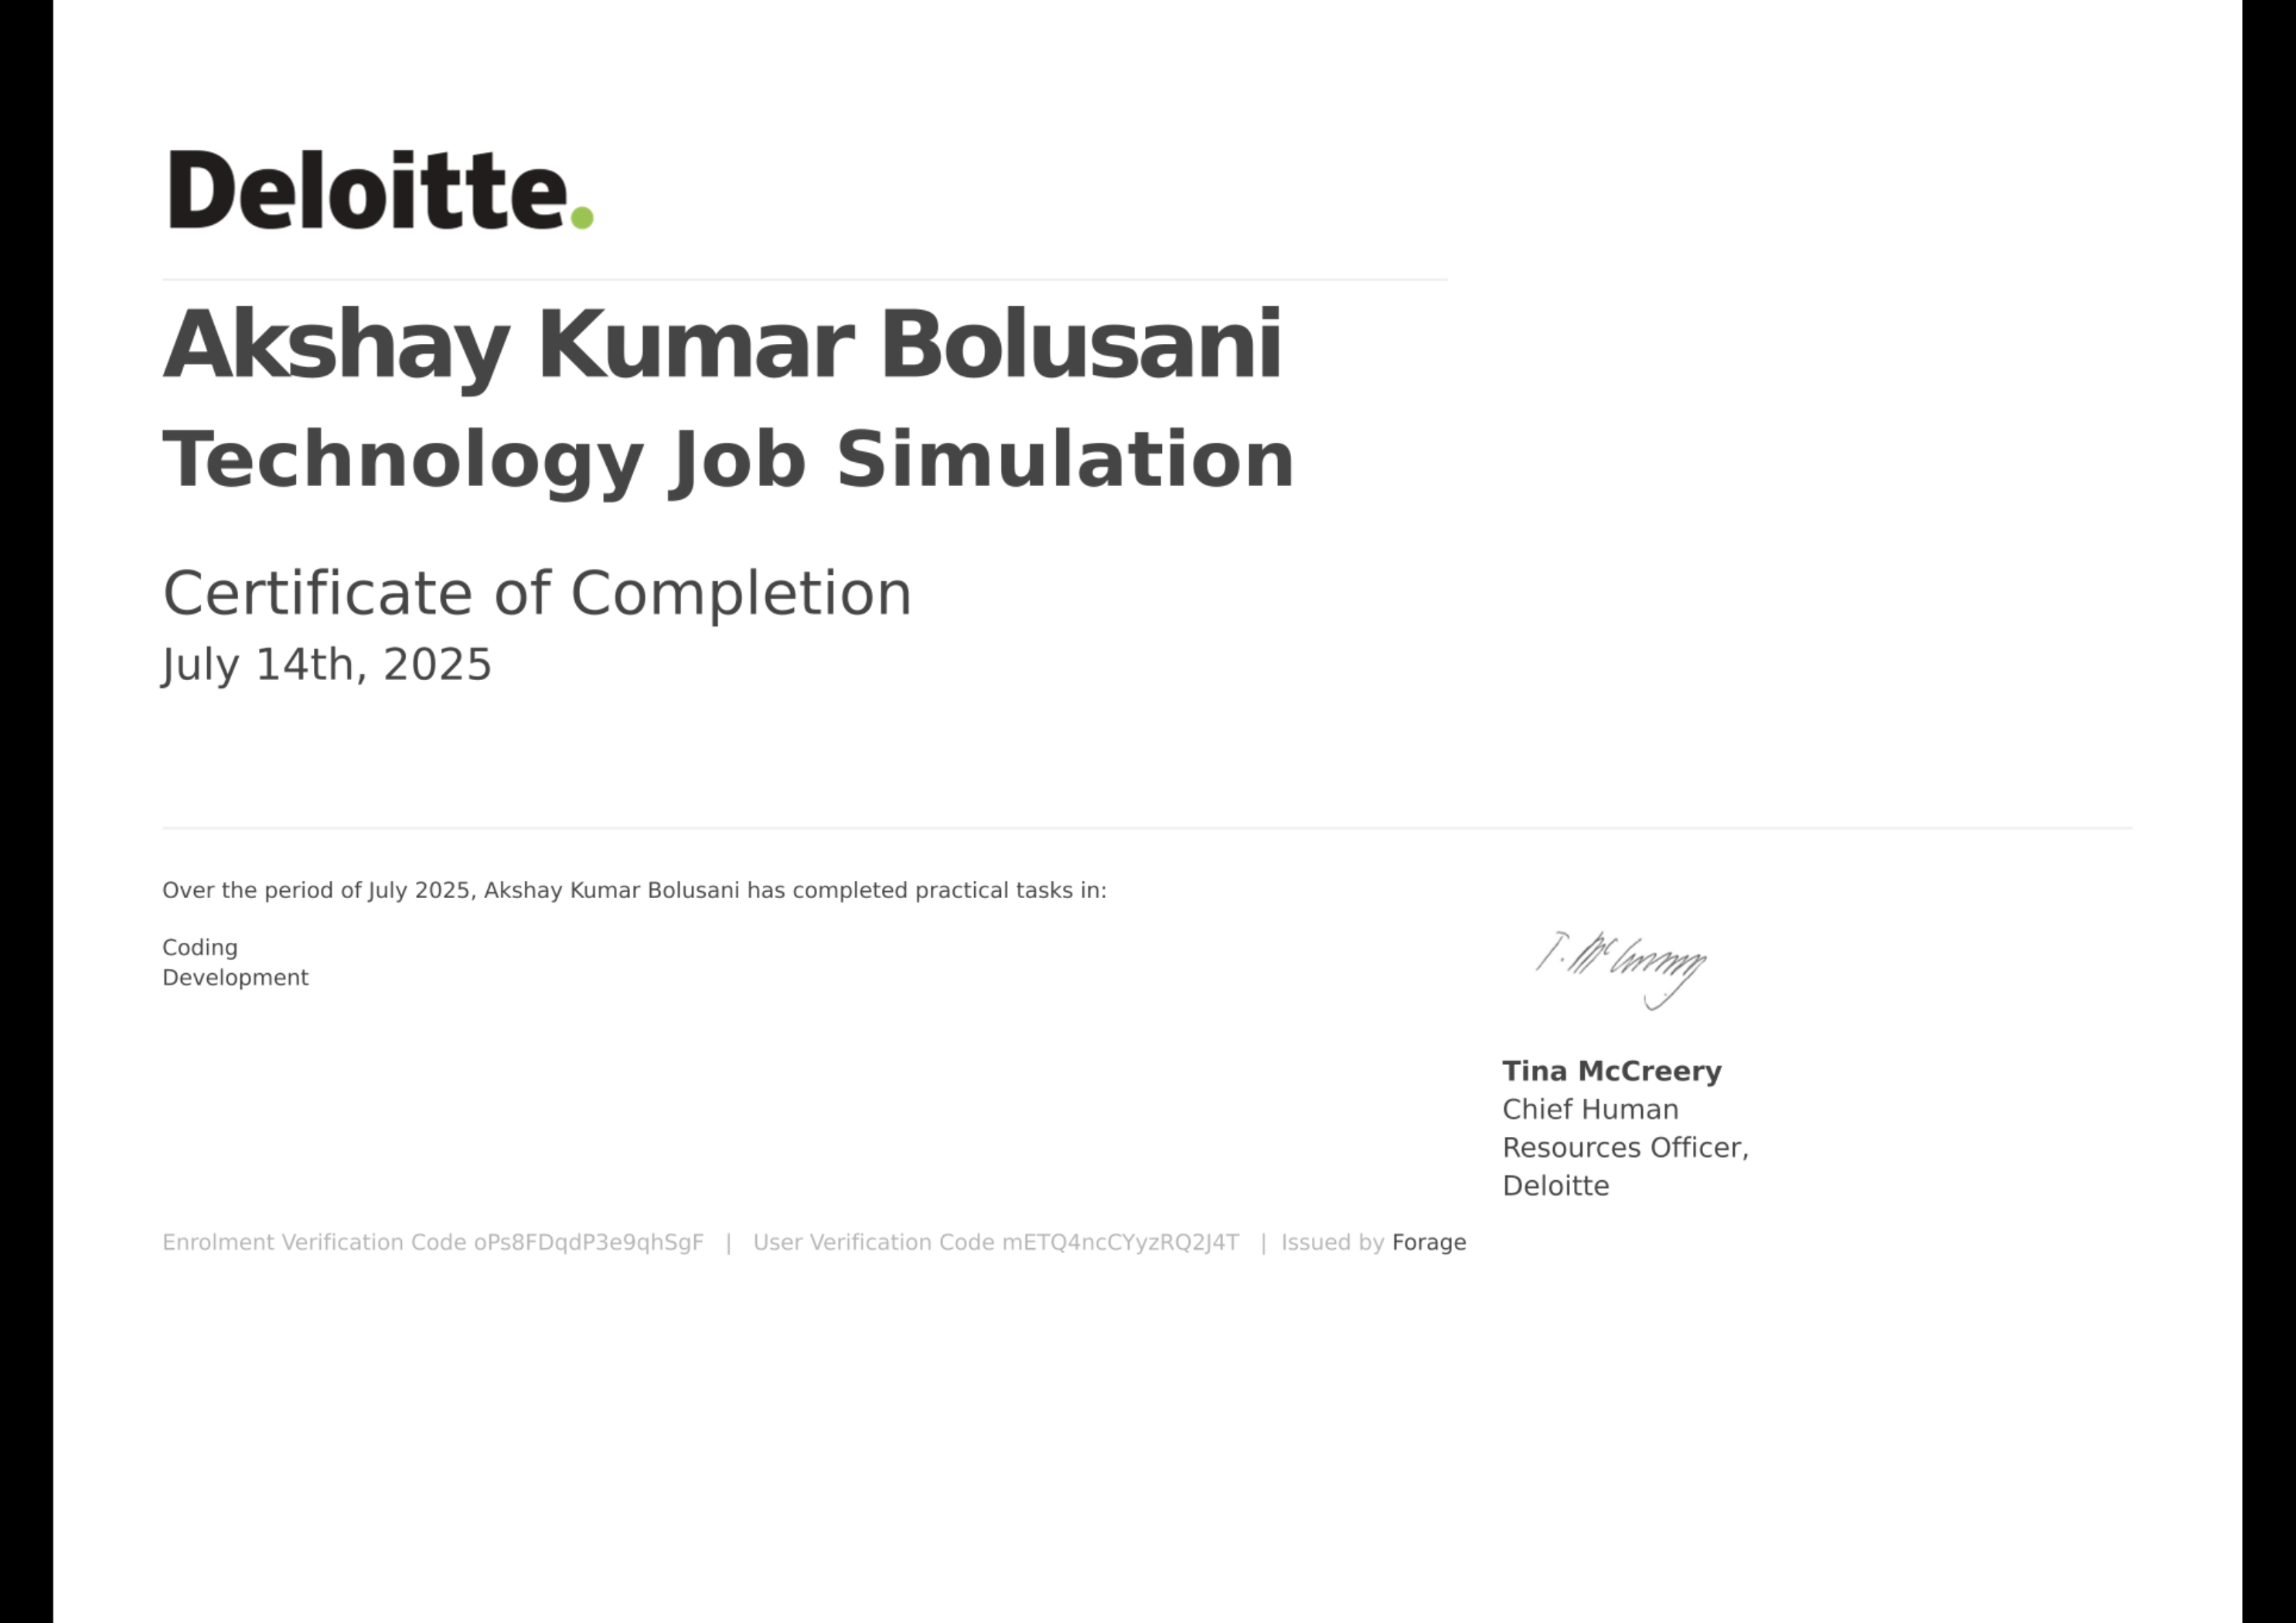 Deloitte.
Akshay Kumar Bolusani
Technology Job Simulation
Certificate of Completion
July 14th, 2025
Over the period of July 2025, Akshay Kumar Bolusani has completed practical tasks in:
Coding
Development
T. McCreery
Tina McCreery
Chief Human
Resources Officer,
Deloitte
Enrolment Verification Code oPs8FDqdP3e9qhSgF | User Verification Code mETQ4ncCYyzRQ2J4T | Issued by Forage